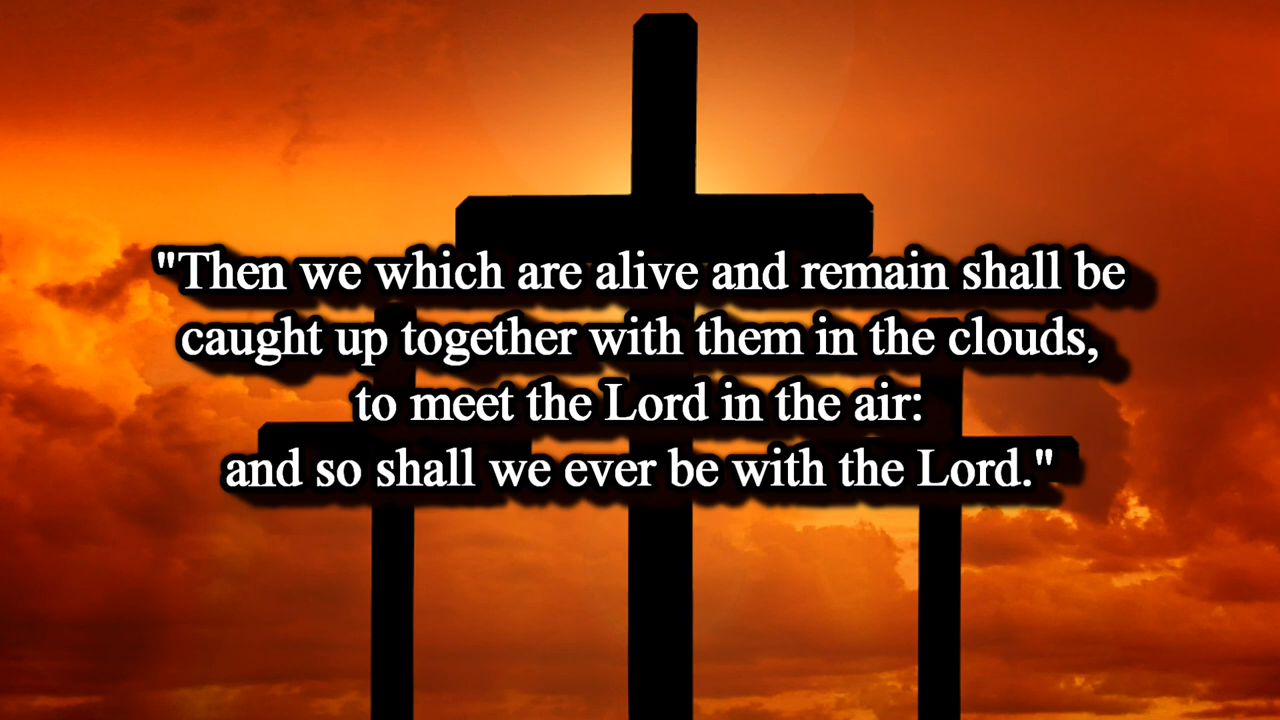 "Then we which are alive and remain shall be
caught up together with them in the clouds,
to meet the Lord in the air:
and so shall we ever be with the Lord."